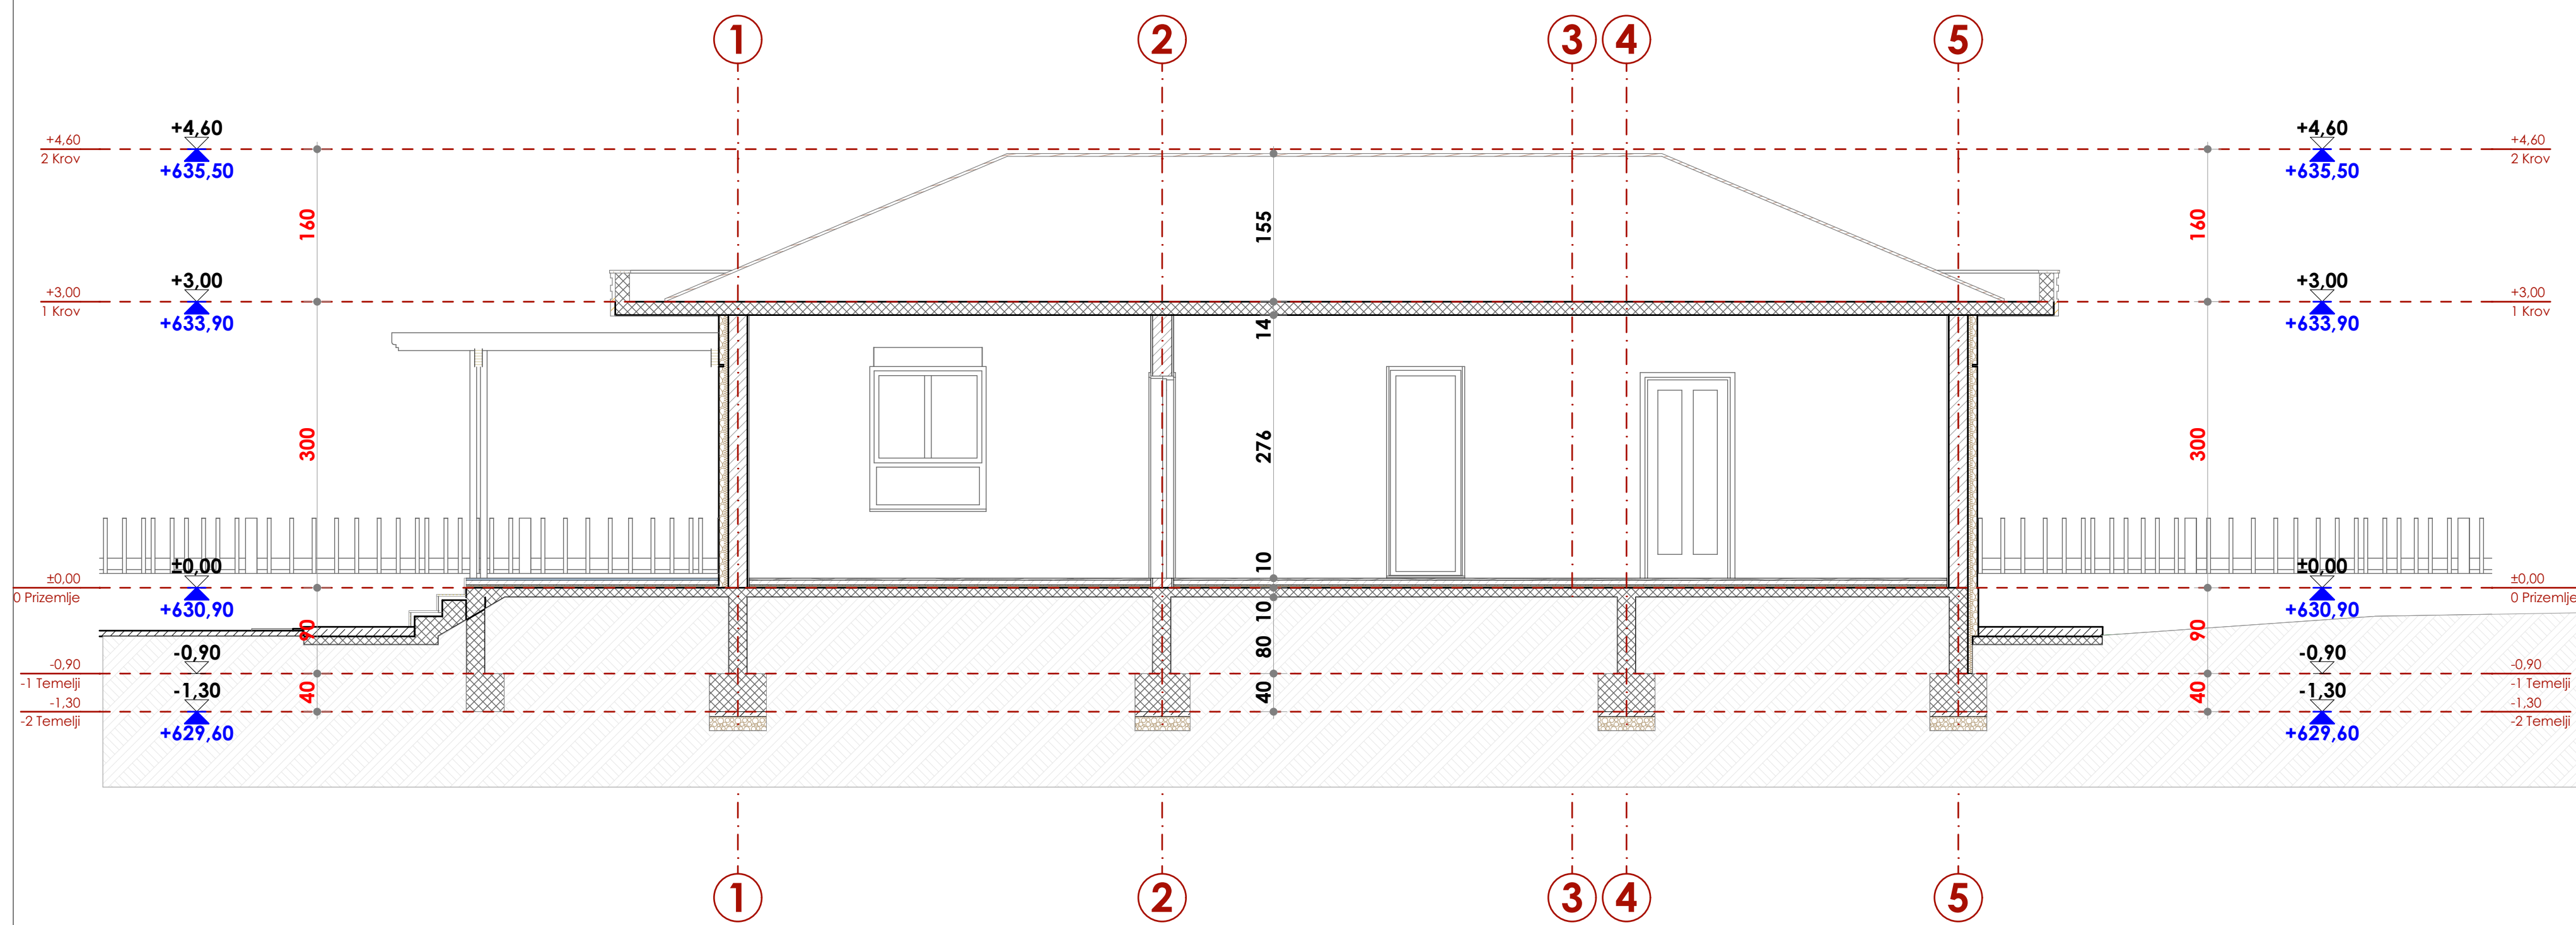 1 2 3 4 5
+4,60 +4,60 +4,60 +4,60
2 Krov +635,50 +635,50 2 Krov
160 155 160
+3,00 +3,00 +3,00 +3,00
1 Krov +633,90 +633,90 1 Krov
14
300 276 300
10
±0,00 ±0,00 ±0,00 ±0,00
0 Prizemlje +630,90 +630,90 0 Prizemlje
10
90 80 90
-0,90 -0,90 -0,90 -0,90
-1 Temelji -1 Temelji
40 40 40
-1,30 -1,30 -1,30 -1,30
-2 Temelji +629,60 +629,60 -2 Temelji
1 2 3 4 5